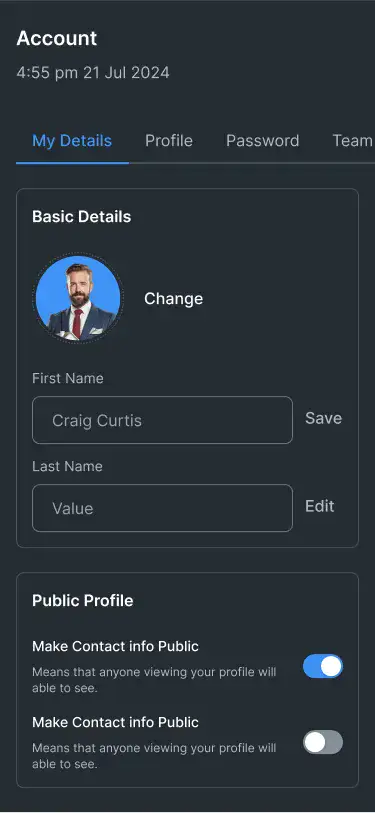 Account
4:55 pm 21 Jul 2024
My Details Profile Password Team
Basic Details
Change
First Name
Craig Curtis Save
Last Name
Value Edit
Public Profile
Make Contact info Public
Means that anyone viewing your profile will
able to see.
Make Contact info Public
Means that anyone viewing your profile will
able to see.